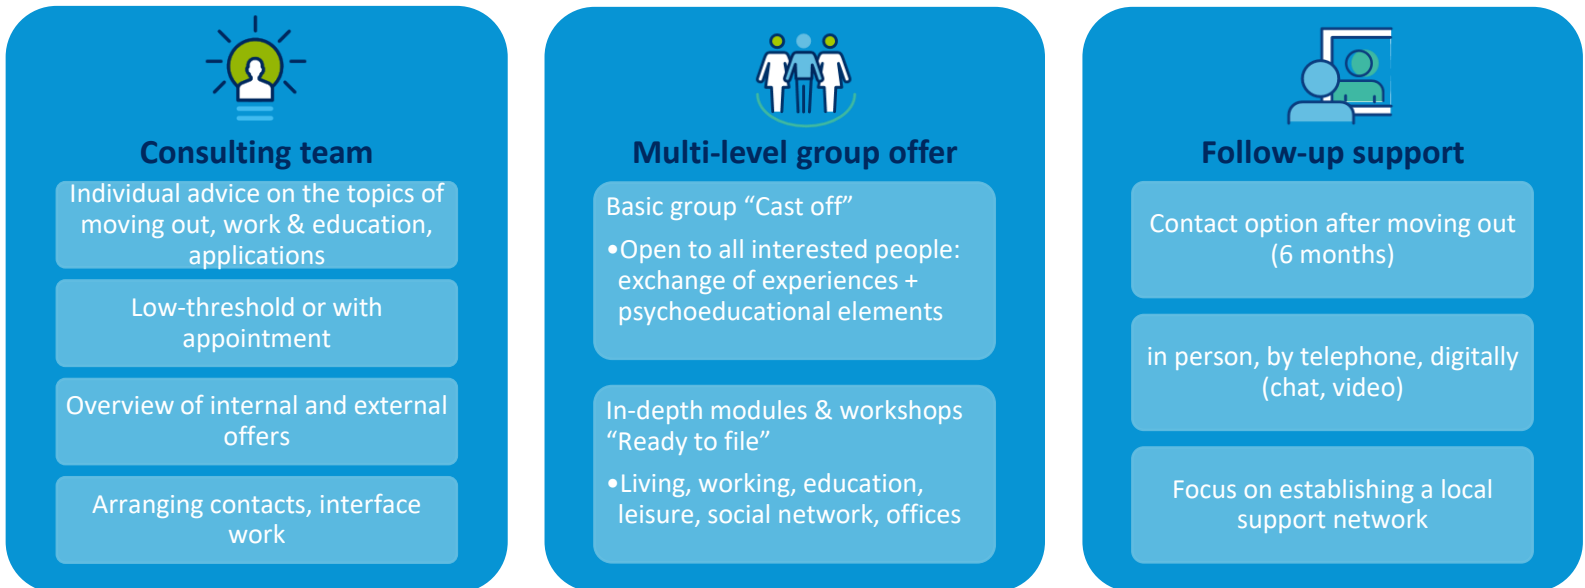 Consulting team
Individual advice on the topics of
moving out, work & education,
applications
Low-threshold or with
appointment
Overview of internal and external
offers
Arranging contacts, interface
work
Multi-level group offer
Basic group “Cast off”
•Open to all interested people:
exchange of experiences +
psychoeducational elements
In-depth modules & workshops
“Ready to file”
•Living, working, education,
leisure, social network, offices
Follow-up support
Contact option after moving out
(6 months)
in person, by telephone, digitally
(chat, video)
Focus on establishing a local
support network